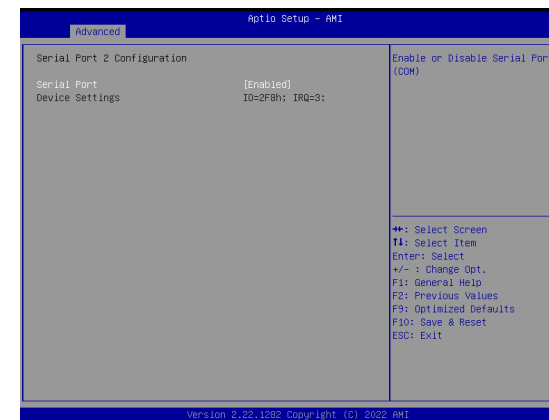 Aptio Setup - AMI
Advanced
Serial Port 2 Configuration
Serial Port [Enabled]
Device Settings IO=2F8h; IRQ=3;
Enable or Disable Serial Por
(COM)
→←: Select Screen
↑↓: Select Item
Enter: Select
+/- : Change Opt.
F1: General Help
F2: Previous Values
F9: Optimized Defaults
F10: Save & Reset
ESC: Exit
Version 2.22.1282 Copyright (C) 2022 AMI